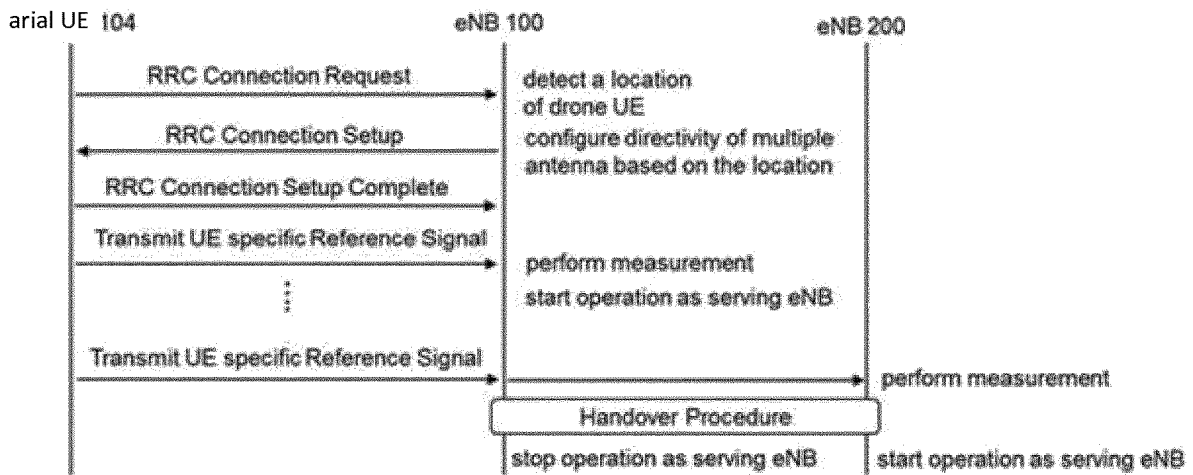 arial UE 104 eNB 100 eNB 200
RRC Connection Request
detect a location
of drone UE
RRC Connection Setup
configure directivity of multiple
antenna based on the location
RRC Connection Setup Complete
Transmit UE specific Reference Signal
perform measurement
start operation as serving eNB
Transmit UE specific Reference Signal
perform measurement
Handover Procedure
stop operation as serving eNB
start operation as serving eNB